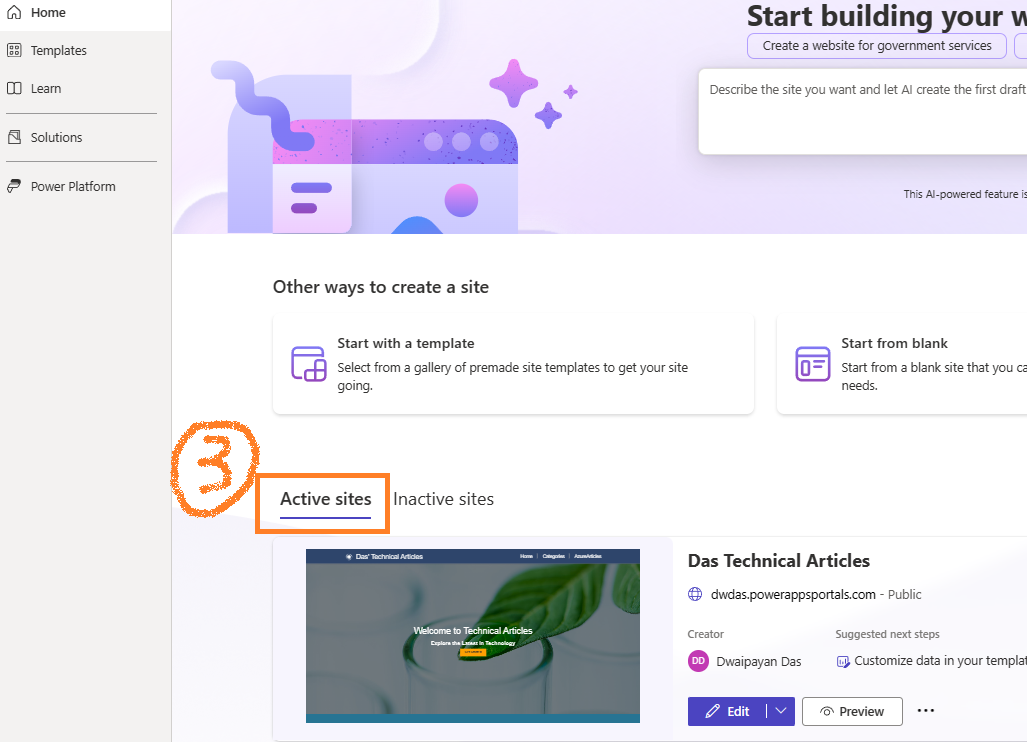 Home
Templates
Learn
Solutions
Power Platform
Start building your w
Create a website for government services
Describe the site you want and let AI create the first draft
This AI-powered feature is
Other ways to create a site
Start with a template
Select from a gallery of premade site templates to get your site
going.
Start from blank
Start from a blank site that you ca
needs.
3
Active sites
Inactive sites
Das' Technical Articles
Home | Categories | AzureArticles
Welcome to Technical Articles
Explore the Latest in Technology
Das Technical Articles
dwdas.powerappsportals.com - Public
Creator
Suggested next steps
DD
Dwaipayan Das
Customize data in your templat
Edit
Preview